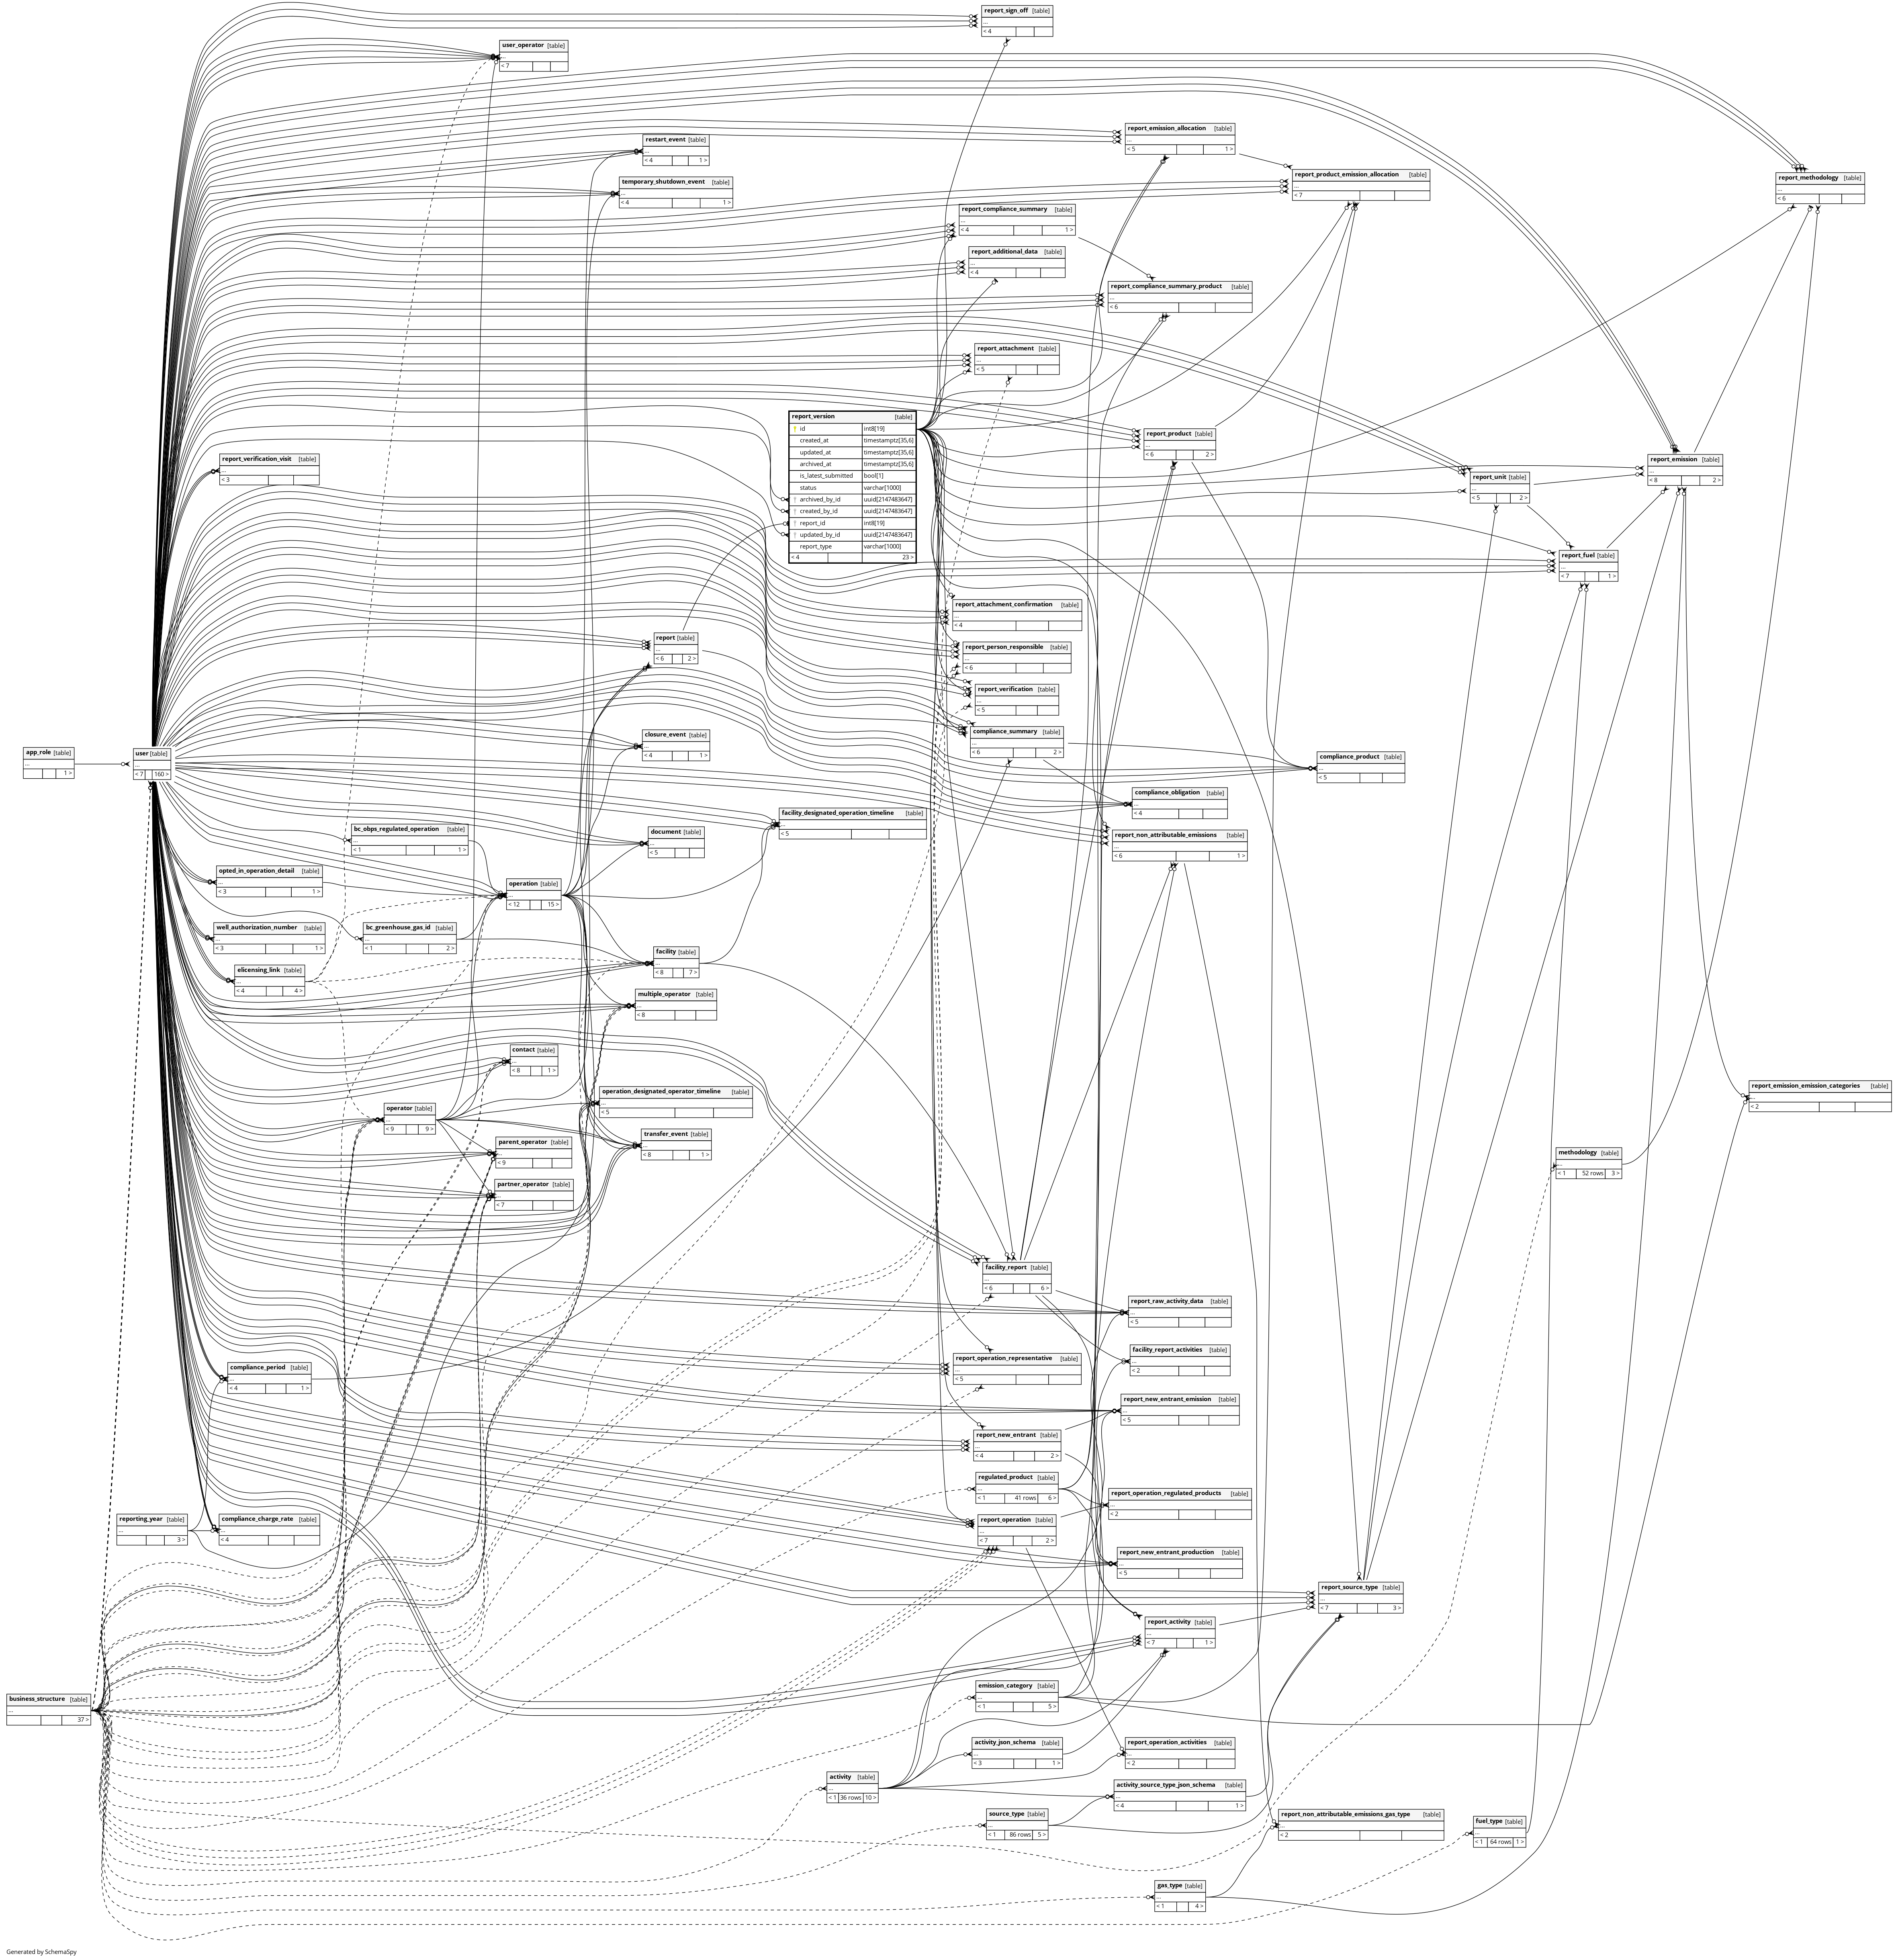 report_sign_off [table]
...
< 4
user_operator [table]
...
< 7
report_emission_allocation [table]
...
< 5 1 >
restart_event [table]
...
< 4 1 >
report_product_emission_allocation [table]
...
< 7
report_methodology [table]
...
< 6
temporary_shutdown_event [table]
...
< 4 1 >
report_compliance_summary [table]
...
< 4 1 >
report_additional_data [table]
...
< 4
report_compliance_summary_product [table]
...
< 6
report_attachment [table]
...
< 5
report_version [table]
id int8[19]
created_at timestamptz[35,6]
updated_at timestamptz[35,6]
archived_at timestamptz[35,6]
is_latest_submitted bool[1]
status varchar[1000]
archived_by_id uuid[2147483647]
created_by_id uuid[2147483647]
report_id int8[19]
updated_by_id uuid[2147483647]
report_type varchar[1000]
< 4 23 >
report_product [table]
...
< 6 2 >
report_verification_visit [table]
...
< 3
report_emission [table]
...
< 8 2 >
report_unit [table]
...
< 5 2 >
report_fuel [table]
...
< 7 1 >
report_attachment_confirmation [table]
...
< 4
report [table]
...
< 6 2 >
report_person_responsible [table]
...
< 6
report_verification [table]
...
< 5
compliance_summary [table]
...
< 6 2 >
closure_event [table]
...
< 4 1 >
app_role [table]
...
1 >
user [table]
...
< 7 160 >
compliance_product [table]
...
< 5
compliance_obligation [table]
...
< 4
facility_designated_operation_timeline [table]
...
< 5
bc_obps_regulated_operation [table]
...
< 1 1 >
document [table]
...
< 5
report_non_attributable_emissions [table]
...
< 6 1 >
opted_in_operation_detail [table]
...
< 3 1 >
operation [table]
...
< 12 15 >
well_authorization_number [table]
...
< 3 1 >
bc_greenhouse_gas_id [table]
...
< 1 2 >
facility [table]
...
< 8 7 >
elicensing_link [table]
...
< 4 4 >
multiple_operator [table]
...
< 8
contact [table]
...
< 8 1 >
operation_designated_operator_timeline [table]
...
< 5
report_emission_emission_categories [table]
...
< 2
operator [table]
...
< 9 9 >
transfer_event [table]
...
< 8 1 >
parent_operator [table]
...
< 9
methodology [table]
...
< 1 52 rows 3 >
partner_operator [table]
...
< 7
facility_report [table]
...
< 6 6 >
report_raw_activity_data [table]
...
< 5
facility_report_activities [table]
...
< 2
report_operation_representative [table]
...
< 5
compliance_period [table]
...
< 4 1 >
report_new_entrant_emission [table]
...
< 5
report_new_entrant [table]
...
< 4 2 >
regulated_product [table]
...
< 1 41 rows 6 >
report_operation_regulated_products [table]
...
< 2
reporting_year [table]
...
3 >
compliance_charge_rate [table]
...
< 4
report_operation [table]
...
< 7 2 >
report_new_entrant_production [table]
...
< 5
report_source_type [table]
...
< 7 3 >
report_activity [table]
...
< 7 1 >
emission_category [table]
...
< 1 5 >
business_structure [table]
...
37 >
activity_json_schema [table]
...
< 3 1 >
report_operation_activities [table]
...
< 2
activity [table]
...
< 1 36 rows 10 >
activity_source_type_json_schema [table]
...
< 4 1 >
source_type [table]
...
< 1 86 rows 5 >
report_non_attributable_emissions_gas_type [table]
...
< 2
fuel_type [table]
...
< 1 64 rows 1 >
gas_type [table]
...
< 1 4 >
Generated by SchemaSpy